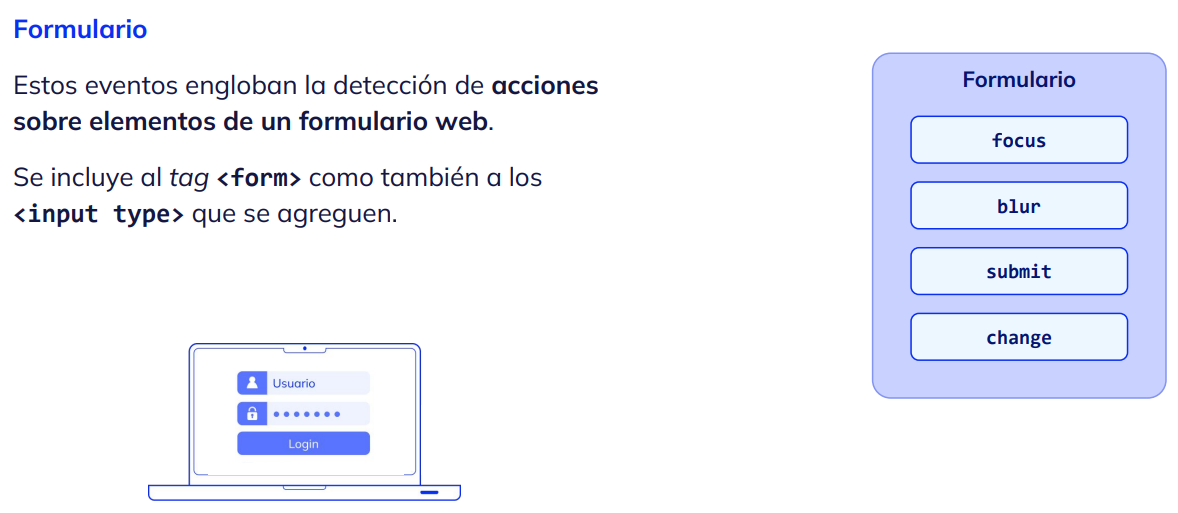 Formulario
Estos eventos engloban la detección de acciones
sobre elementos de un formulario web.
Se incluye al tag <form> como también a los
<input type> que se agreguen.
Usuario
Login
Formulario
focus
blur
submit
change